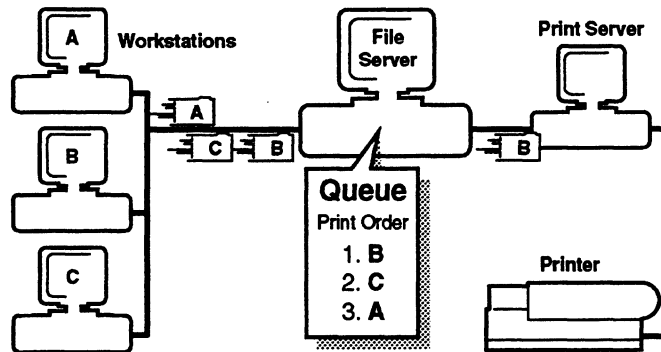 A
Workstations
File
Server
Print Server
A
C
B
B
B
Queue
Print Order
1. B
2. C
3. A
C
Printer